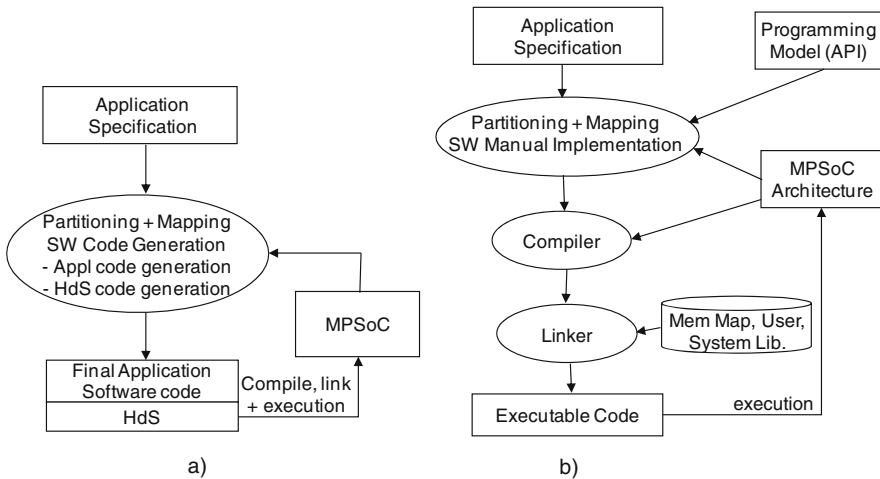 Application
Specification
Partitioning + Mapping
SW Code Generation
- Appl code generation
- HdS code generation
MPSoC
Final Application
Software code
HdS
Compile, link
+ execution
a)
Application
Specification
Programming
Model (API)
Partitioning + Mapping
SW Manual Implementation
MPSoC
Architecture
Compiler
Linker
Mem Map, User,
System Lib.
Executable Code
execution
b)